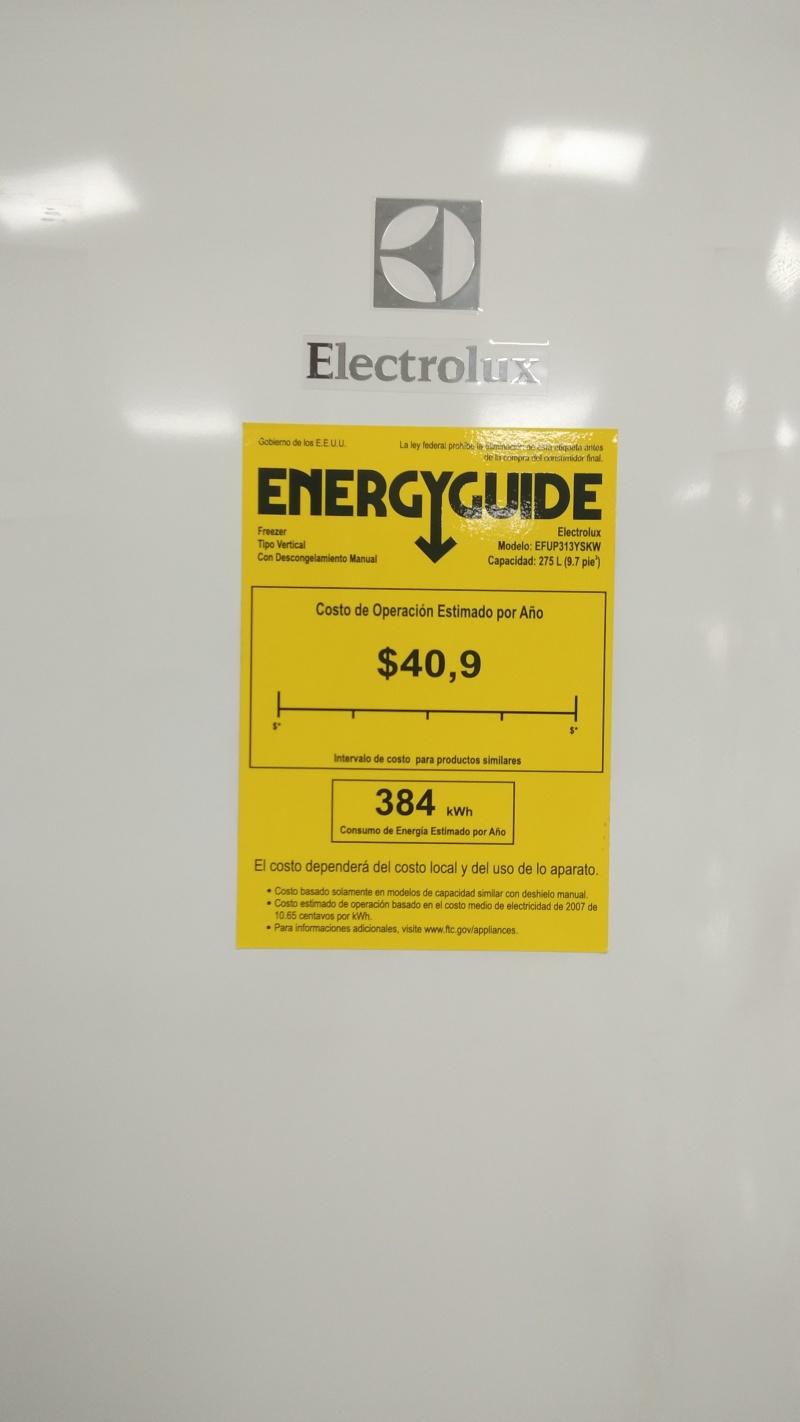 Electrolux
Gobierno de los E.E.U.U.
La ley federal prohíbe la eliminación de esta etiqueta antes
de la compra del consumidor final.
ENERGYGUIDE
Freezer
Tipo Vertical
Con Descongelamiento Manual
Electrolux
Modelo: EFUP313YSKW
Capacidad: 275 L (9.7 pie³)
Costo de Operación Estimado por Año
$40,9
$*
$*
Intervalo de costo para productos similares
384 kWh
Consumo de Energía Estimado por Año
El costo dependerá del costo local y del uso de lo aparato.
• Costo basado solamente en modelos de capacidad similar con deshielo manual.
• Costo estimado de operación basado en el costo medio de electricidad de 2007 de
10.65 centavos por kWh.
• Para informaciones adicionales, visite www.ftc.gov/appliances.